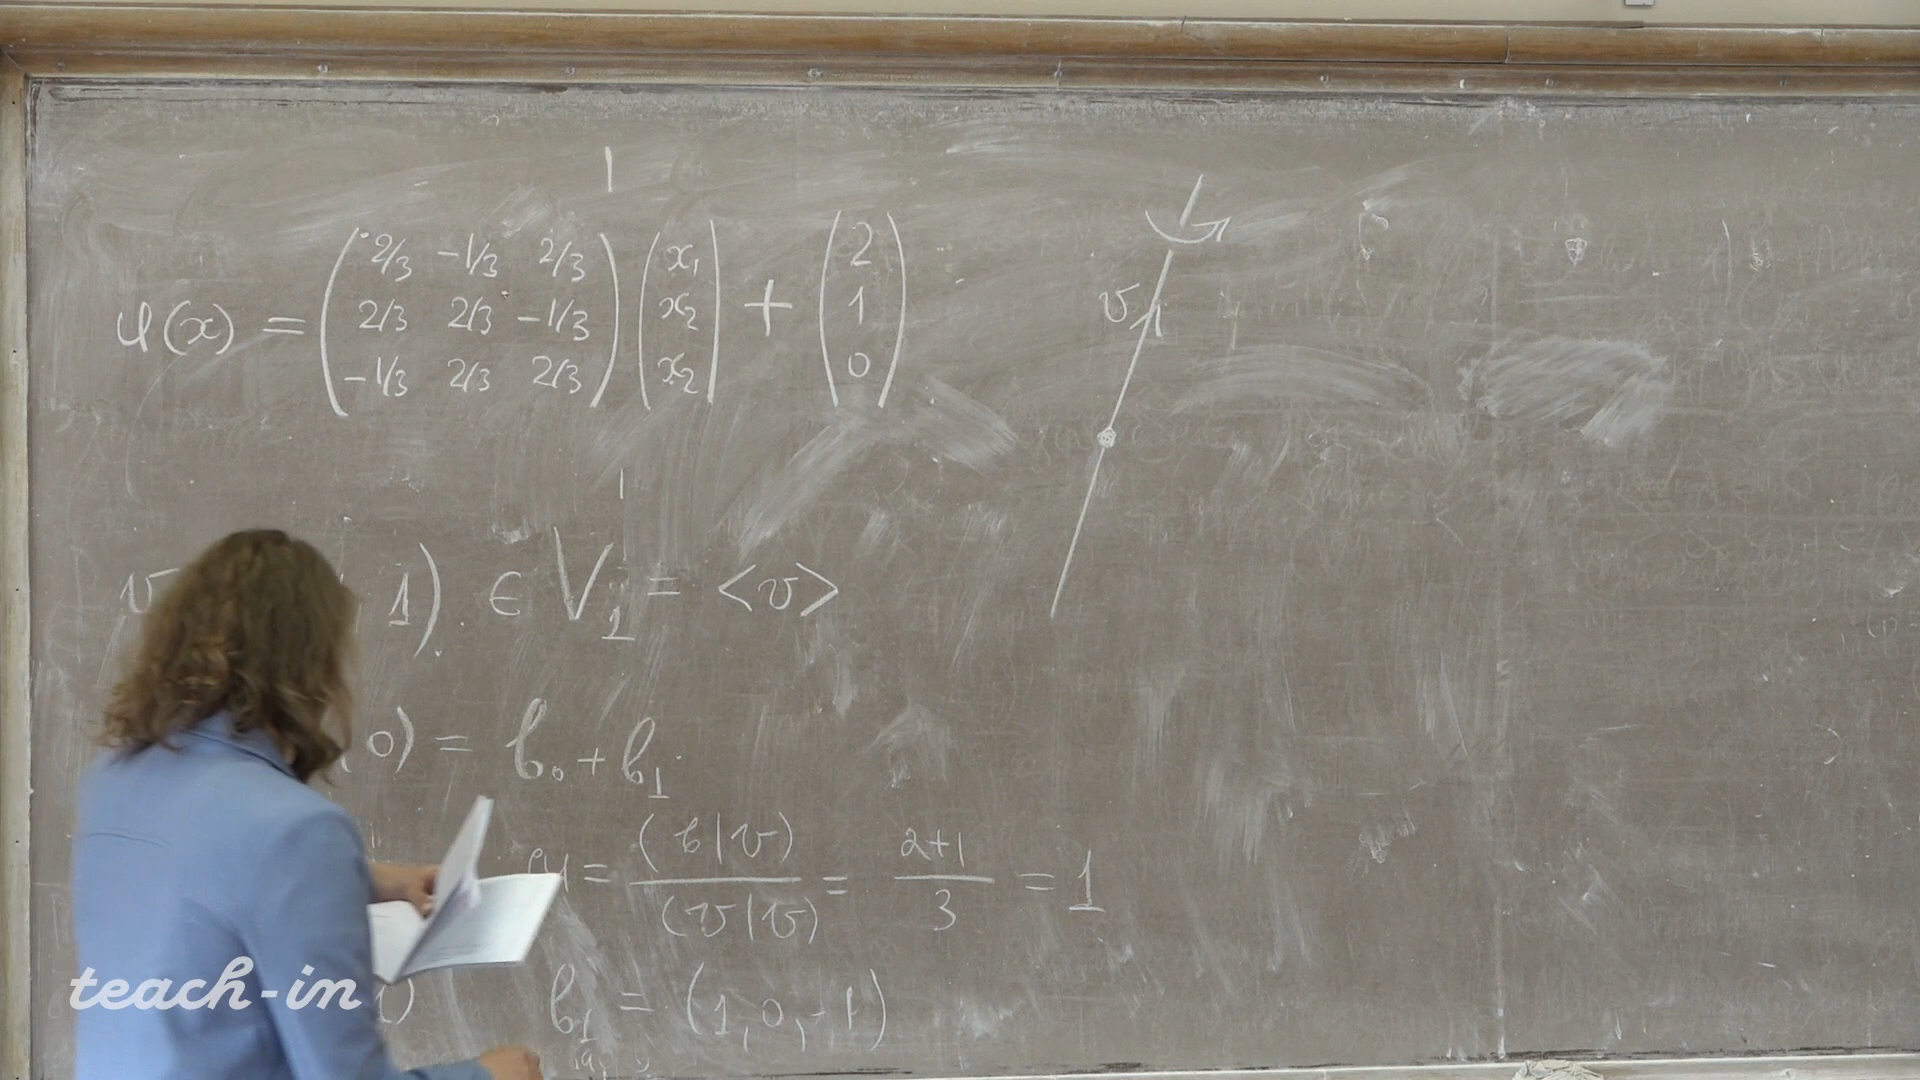 φ(x) = ( 2/3 -1/3 2/3 ) ( x₁ ) + ( 2 )
2/3 2/3 -1/3 x₂ 1
-1/3 2/3 2/3 x₂ 0
v
v 1) ∈ V₁ = <v>
0) = b₀ + b₁
= (b|v) / (v|v) = 2+1 / 3 = 1
b₁ = (1, 0, -1)
teach-in